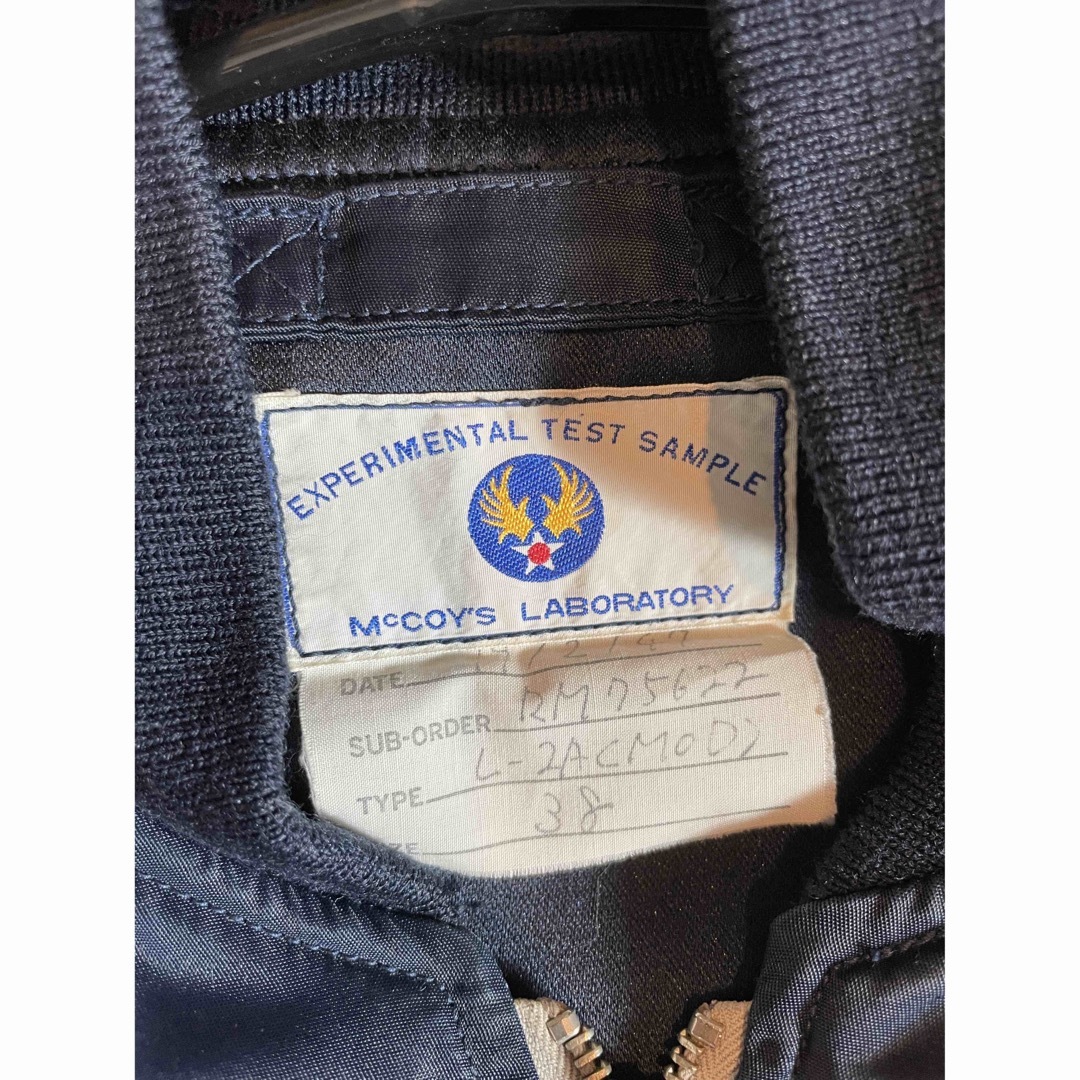 EXPERIMENTAL TEST SAMPLE
McCOY'S LABORATORY
DATE
SUB-ORDER RM75622
TYPE L-2ACMOD2
38